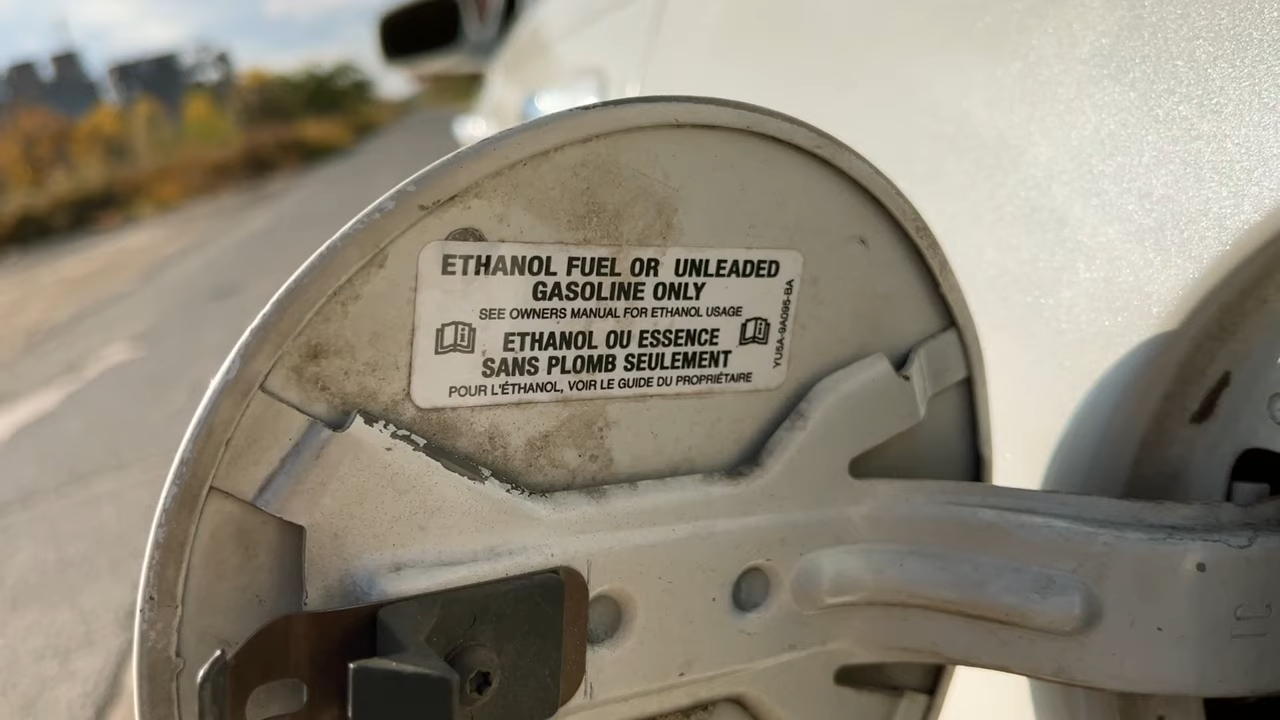 ETHANOL FUEL OR UNLEADED
GASOLINE ONLY
SEE OWNERS MANUAL FOR ETHANOL USAGE
ETHANOL OU ESSENCE
SANS PLOMB SEULEMENT
POUR L'ÉTHANOL, VOIR LE GUIDE DU PROPRIÉTAIRE
YU5A-9A095-BA